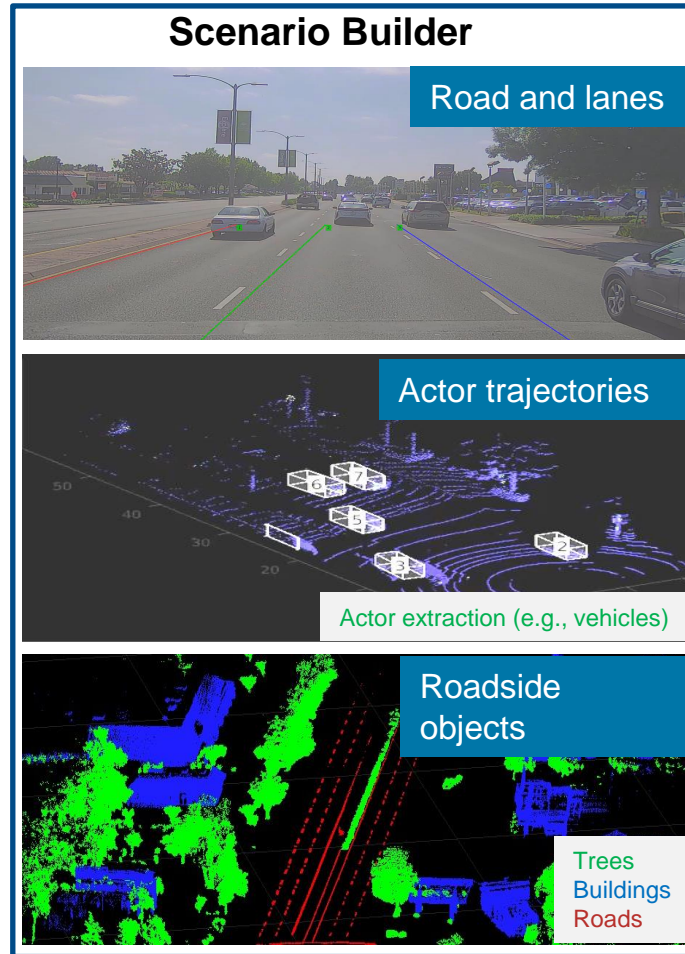 Scenario Builder
Road and lanes
Actor trajectories
50
40
30
20
6
7
5
3
2
Actor extraction (e.g., vehicles)
Roadside
objects
Trees
Buildings
Roads